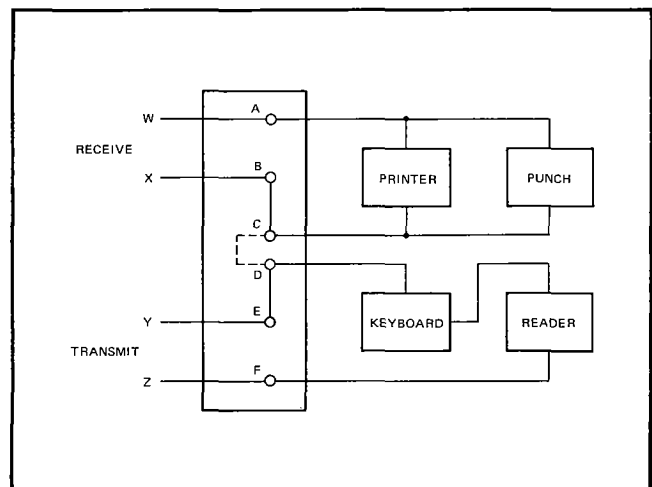 W
A
RECEIVE
B
X
PRINTER
PUNCH
C
D
Y
E
KEYBOARD
READER
TRANSMIT
F
Z